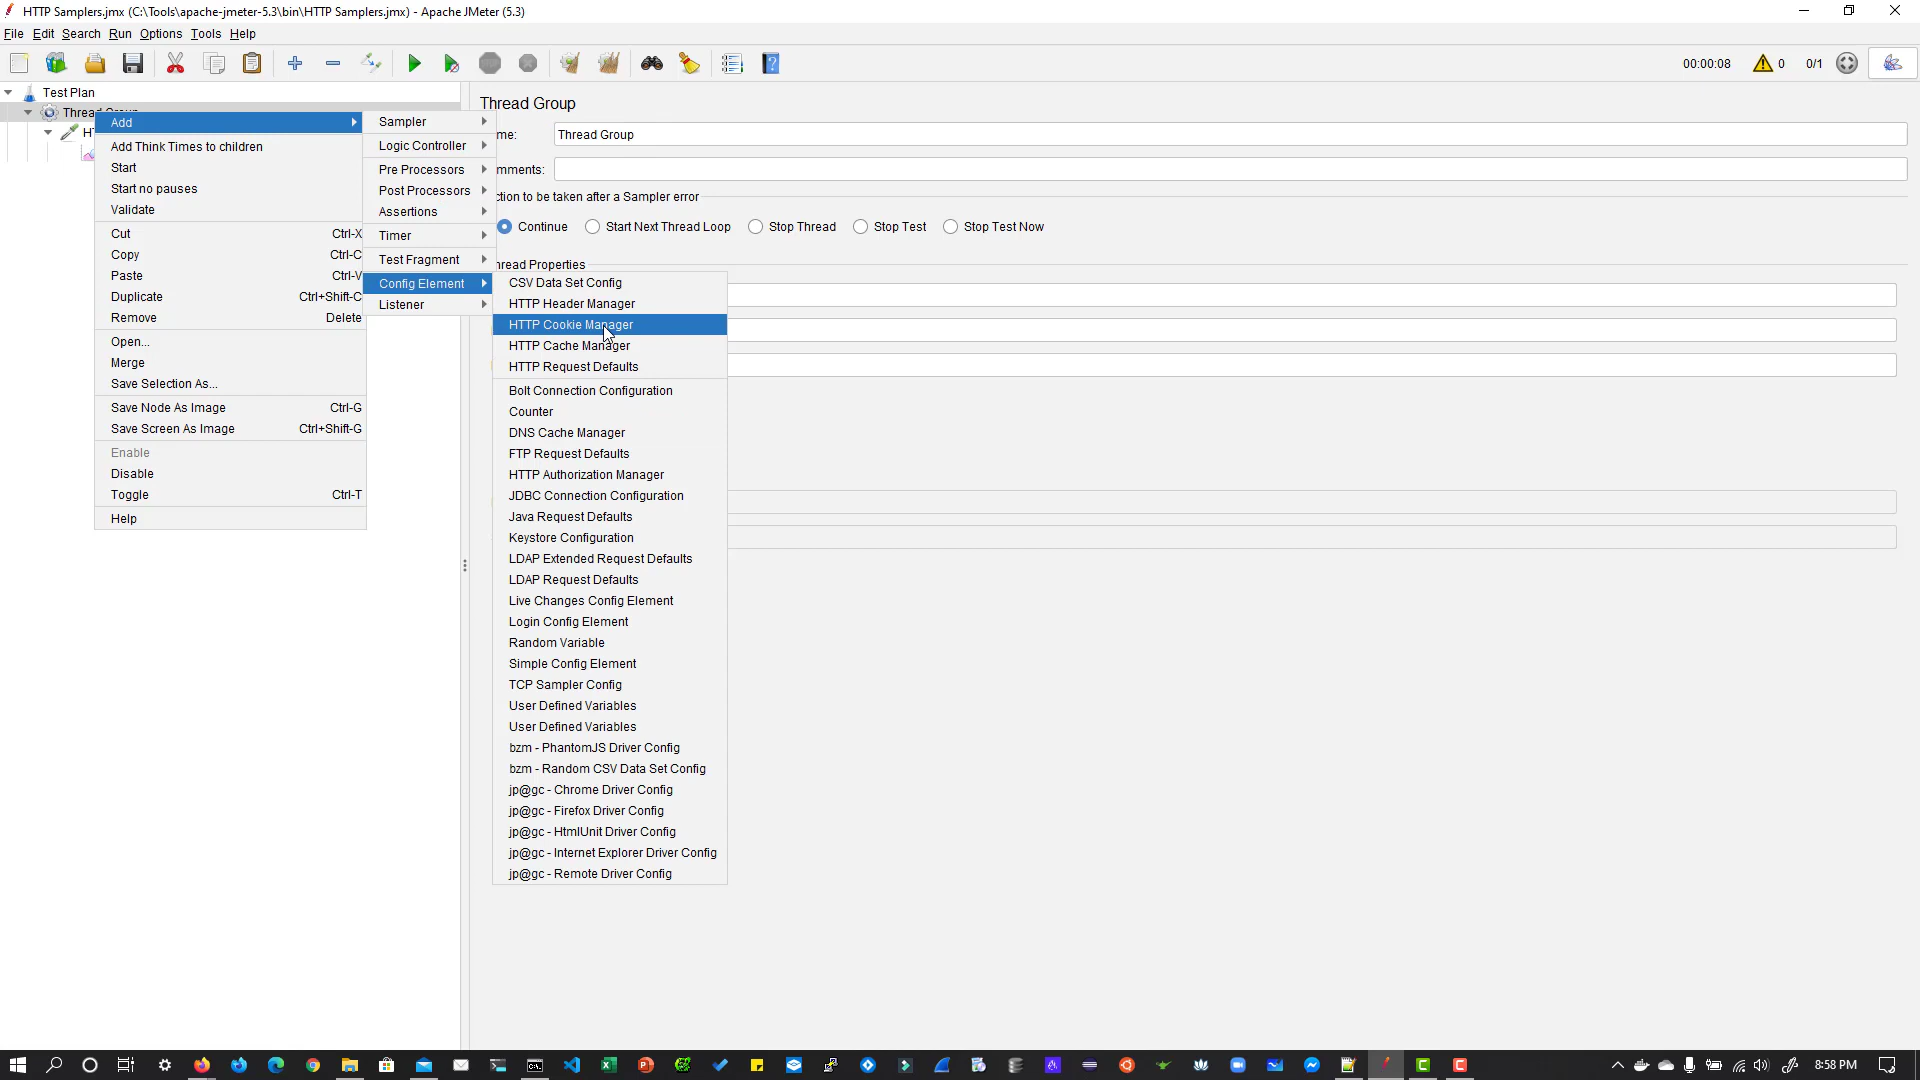 HTTP Samplers.jmx (C:\Tools\apache-jmeter-5.3\bin\HTTP Samplers.jmx) - Apache JMeter (5.3)
File Edit Search Run Options Tools Help
00:00:08 0 0/1
Test Plan
Thread Group
Add
Add Think Times to children
Start
Start no pauses
Validate
Cut Ctrl-X
Copy Ctrl-C
Paste Ctrl-V
Duplicate Ctrl+Shift-C
Remove Delete
Open...
Merge
Save Selection As...
Save Node As Image Ctrl-G
Save Screen As Image Ctrl+Shift-G
Enable
Disable
Toggle Ctrl-T
Help
Sampler
Logic Controller
Pre Processors
Post Processors
Assertions
Timer
Test Fragment
Config Element
Listener
CSV Data Set Config
HTTP Header Manager
HTTP Cookie Manager
HTTP Cache Manager
HTTP Request Defaults
Bolt Connection Configuration
Counter
DNS Cache Manager
FTP Request Defaults
HTTP Authorization Manager
JDBC Connection Configuration
Java Request Defaults
Keystore Configuration
LDAP Extended Request Defaults
LDAP Request Defaults
Live Changes Config Element
Login Config Element
Random Variable
Simple Config Element
TCP Sampler Config
User Defined Variables
User Defined Variables
bzm - PhantomJS Driver Config
bzm - Random CSV Data Set Config
jp@gc - Chrome Driver Config
jp@gc - Firefox Driver Config
jp@gc - HtmlUnit Driver Config
jp@gc - Internet Explorer Driver Config
jp@gc - Remote Driver Config
Thread Group
me: Thread Group
mments:
ction to be taken after a Sampler error
Continue Start Next Thread Loop Stop Thread Stop Test Stop Test Now
hread Properties
8:58 PM